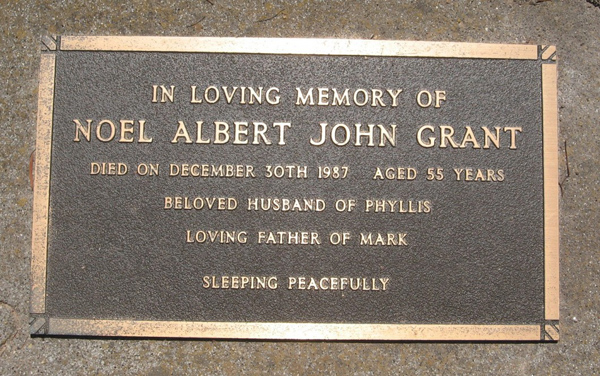 IN LOVING MEMORY OF
NOEL ALBERT JOHN GRANT
DIED ON DECEMBER 30TH 1987 AGED 55 YEARS
BELOVED HUSBAND OF PHYLLIS
LOVING FATHER OF MARK
SLEEPING PEACEFULLY